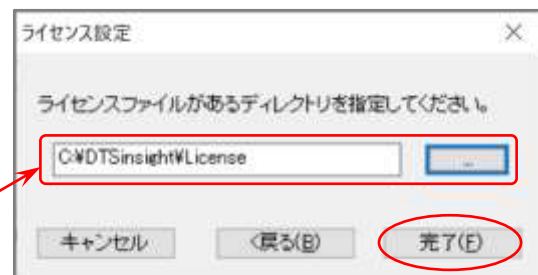 ライセンス設定
ライセンスファイルがあるディレクトリを指定してください。
C:¥DTSinsight¥License
...
キャンセル
<戻る(B)
完了(F)